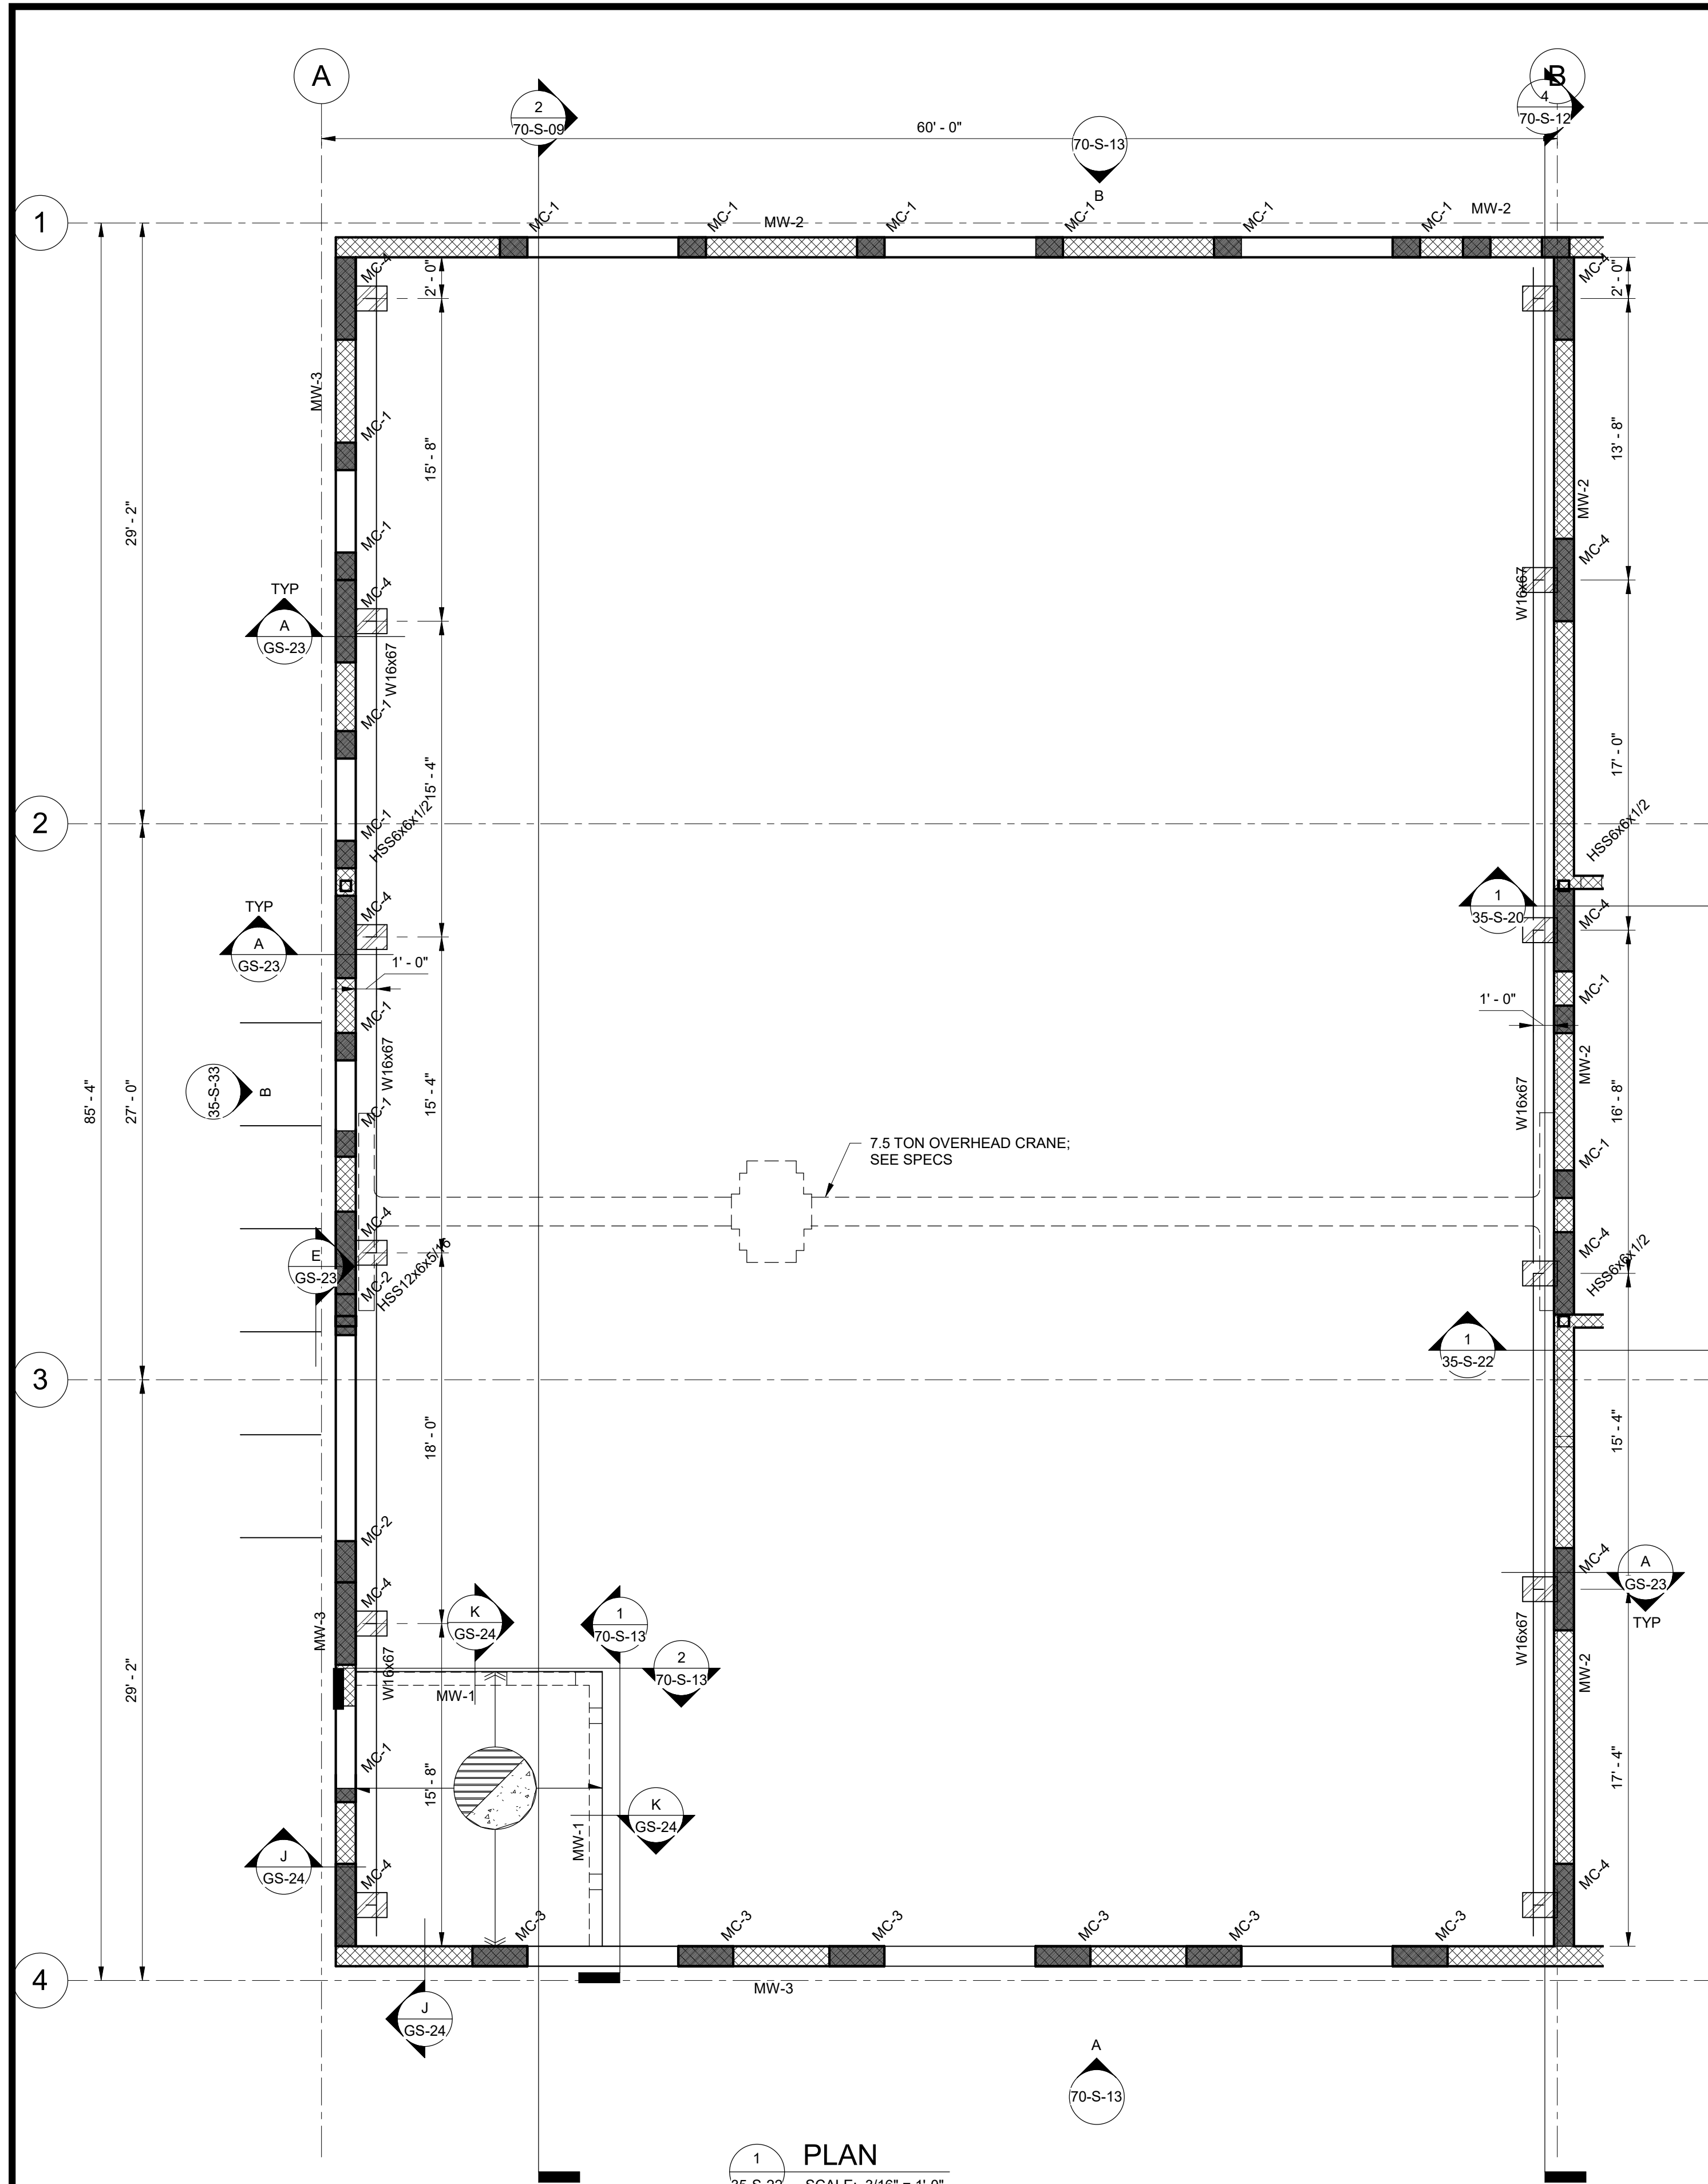 A
B
2
70-S-09
4
70-S-12
60' - 0"
70-S-13
B
1
MC-1
MC-1
MW-2
MC-1
MC-1
MC-1
MC-1
MW-2
MC-4
2' - 0"
MC-4
2' - 0"
MW-3
MC-1
15' - 8"
13' - 8"
MW-2
29' - 2"
MC-1
MC-4
MC-4
W16x67
TYP
A
GS-23
W16x67
MC-1
15' - 4"
17' - 0"
2
MC-1
HSS6x6x1/2
HSS6x6x1/2
MC-4
1
35-S-20
MC-4
TYP
A
GS-23
1' - 0"
MC-1
MC-1
1' - 0"
W16x67
MW-2
85' - 4"
27' - 0"
35-S-33
B
15' - 4"
MC-1
W16x67
16' - 8"
7.5 TON OVERHEAD CRANE;
SEE SPECS
MC-1
MC-4
MC-4
E
GS-23
HSS12x6x5/16
MC-2
HSS6x6x1/2
1
35-S-22
3
18' - 0"
15' - 4"
MC-2
MC-4
MC-4
A
GS-23
TYP
K
GS-24
1
70-S-13
MW-3
W16x67
W16x67
2
70-S-13
29' - 2"
MW-1
MW-2
MC-1
15' - 8"
17' - 4"
K
GS-24
MW-1
J
GS-24
MC-4
MC-4
MC-3
MC-3
MC-3
MC-3
MC-3
MC-3
4
MW-3
J
GS-24
A
70-S-13
1
35-S-22
PLAN
SCALE: 3/16" = 1'-0"